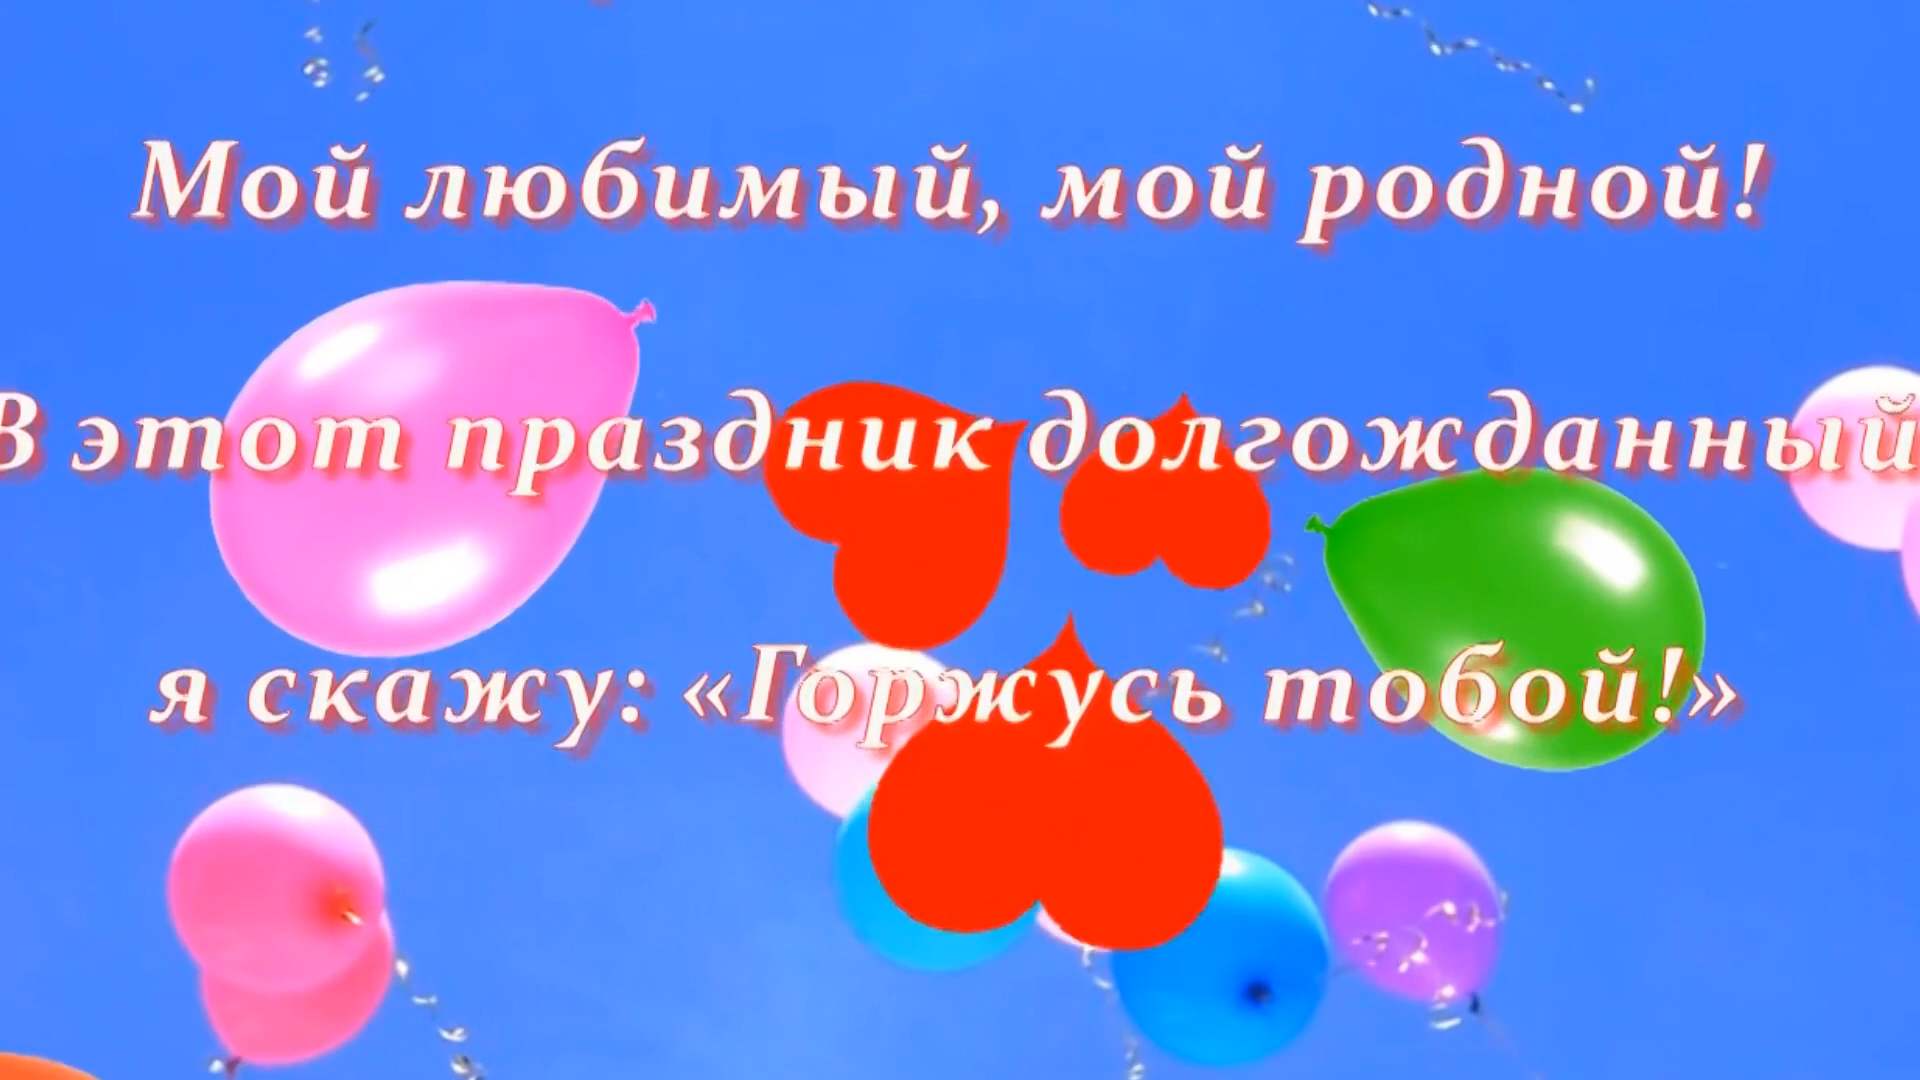 Мой любимый, мой родной!
В этот праздник долгожданный
я скажу: «Горжусь тобой!»